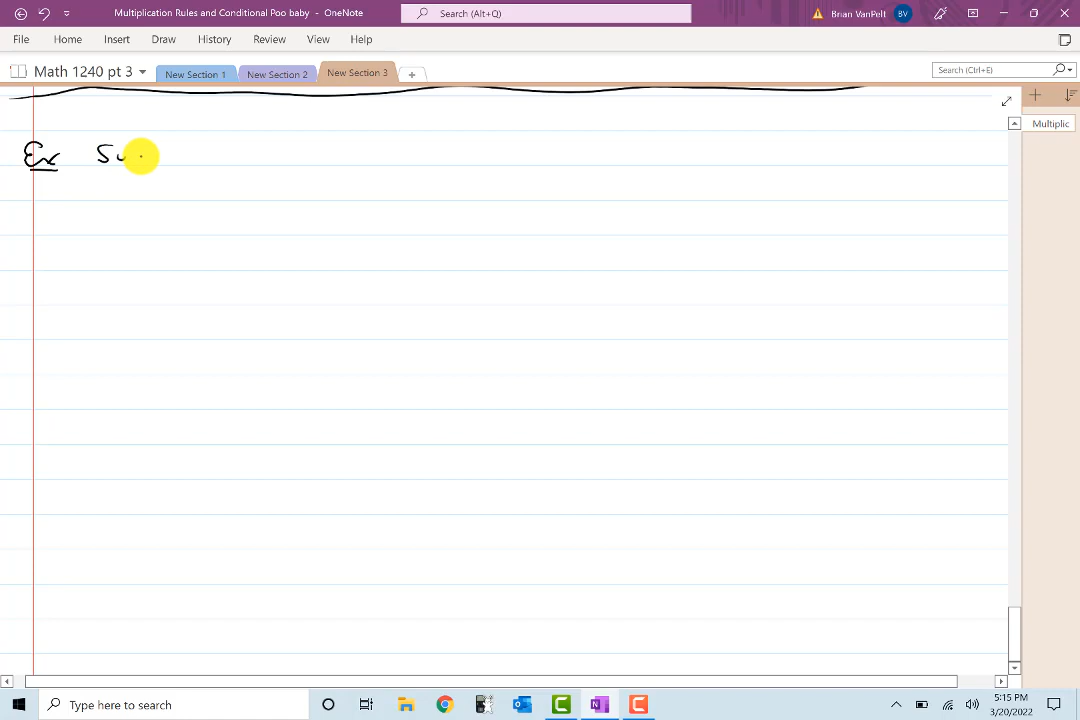 Multiplication Rules and Conditional Poo baby - OneNote
Search (Alt+Q)
Brian VanPelt BV
File Home Insert Draw History Review View Help
Math 1240 pt 3
New Section 1 New Section 2 New Section 3
Search (Ctrl+E)
Multiplic
Ex
Type here to search
5:15 PM
3/20/2022